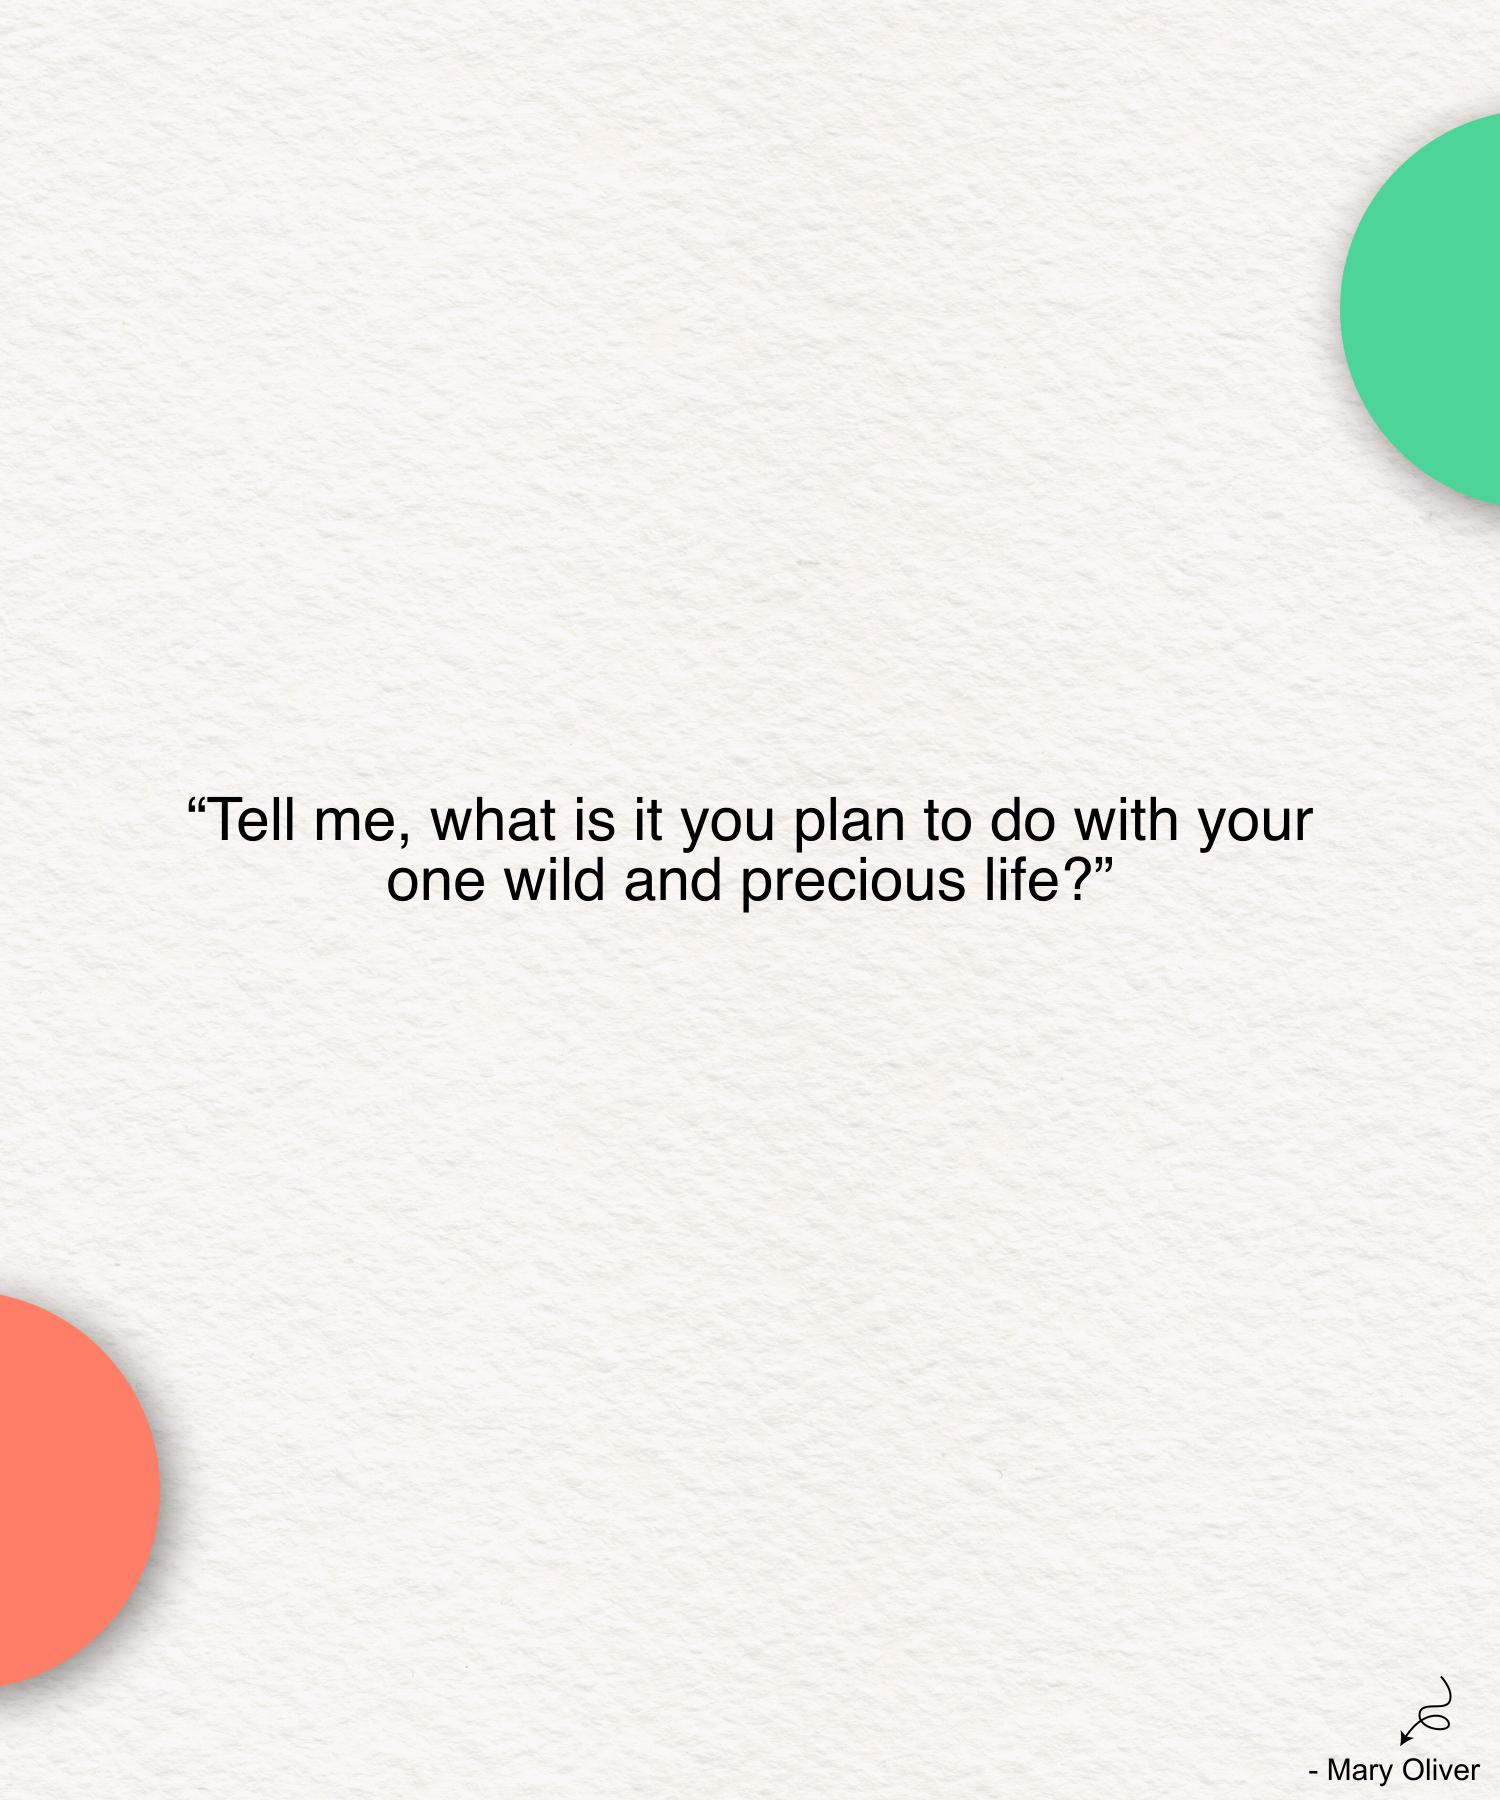 “Tell me, what is it you plan to do with your
one wild and precious life?”
- Mary Oliver